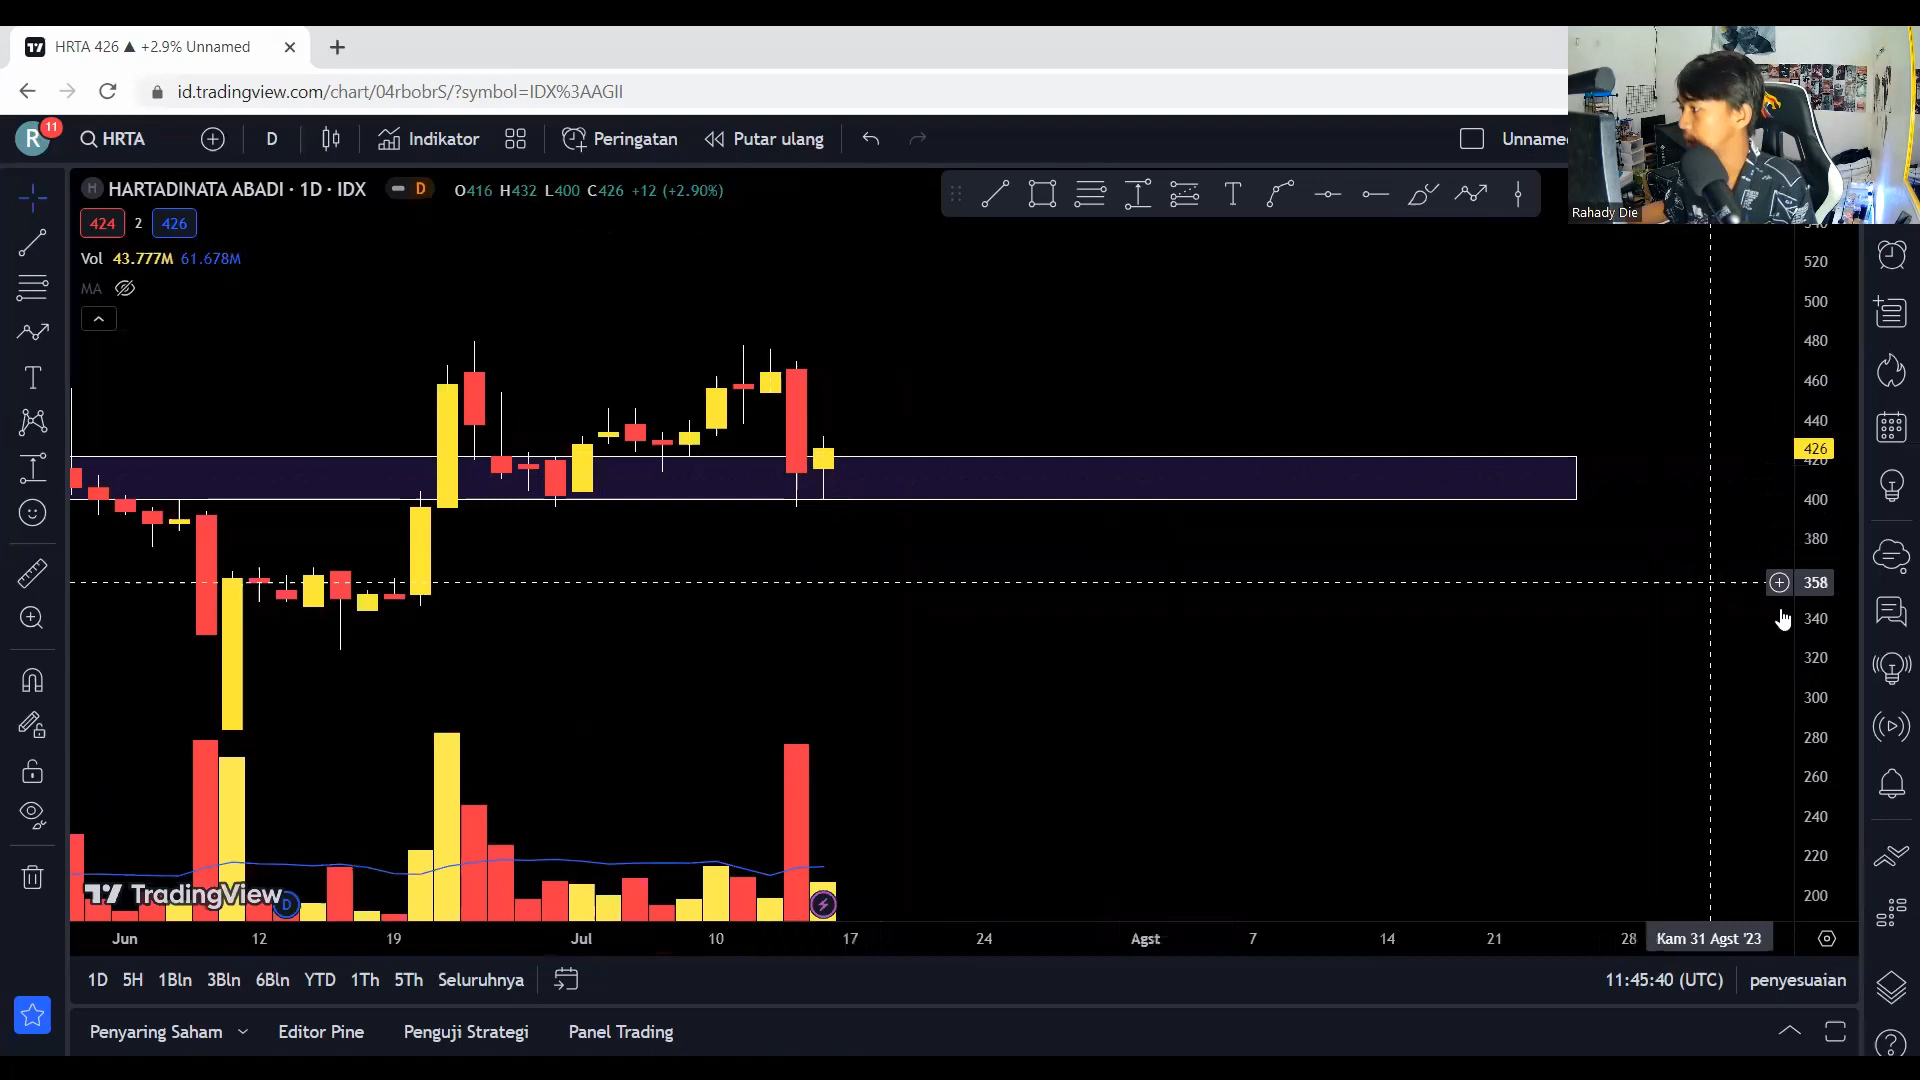 HRTA 426 ▲ +2.9% Unnamed
id.tradingview.com/chart/04rbobrS/?symbol=IDX%3AAGII
R 11 HRTA D Indikator Peringatan Putar ulang Unname
H HARTADINATA ABADI · 1D · IDX D O416 H432 L400 C426 +12 (+2.90%)
Rahady Die
424 2 426
Vol 43.777M 61.678M
MA
520
500
480
460
440
426
420
400
380
358
340
320
300
280
260
240
220
200
TradingView
D
Jun 12 19 Jul 10 17 24 Agst 7 14 21 28 Kam 31 Agst '23
1D 5H 1Bln 3Bln 6Bln YTD 1Th 5Th Seluruhnya 11:45:40 (UTC) penyesuaian
Penyaring Saham Editor Pine Penguji Strategi Panel Trading